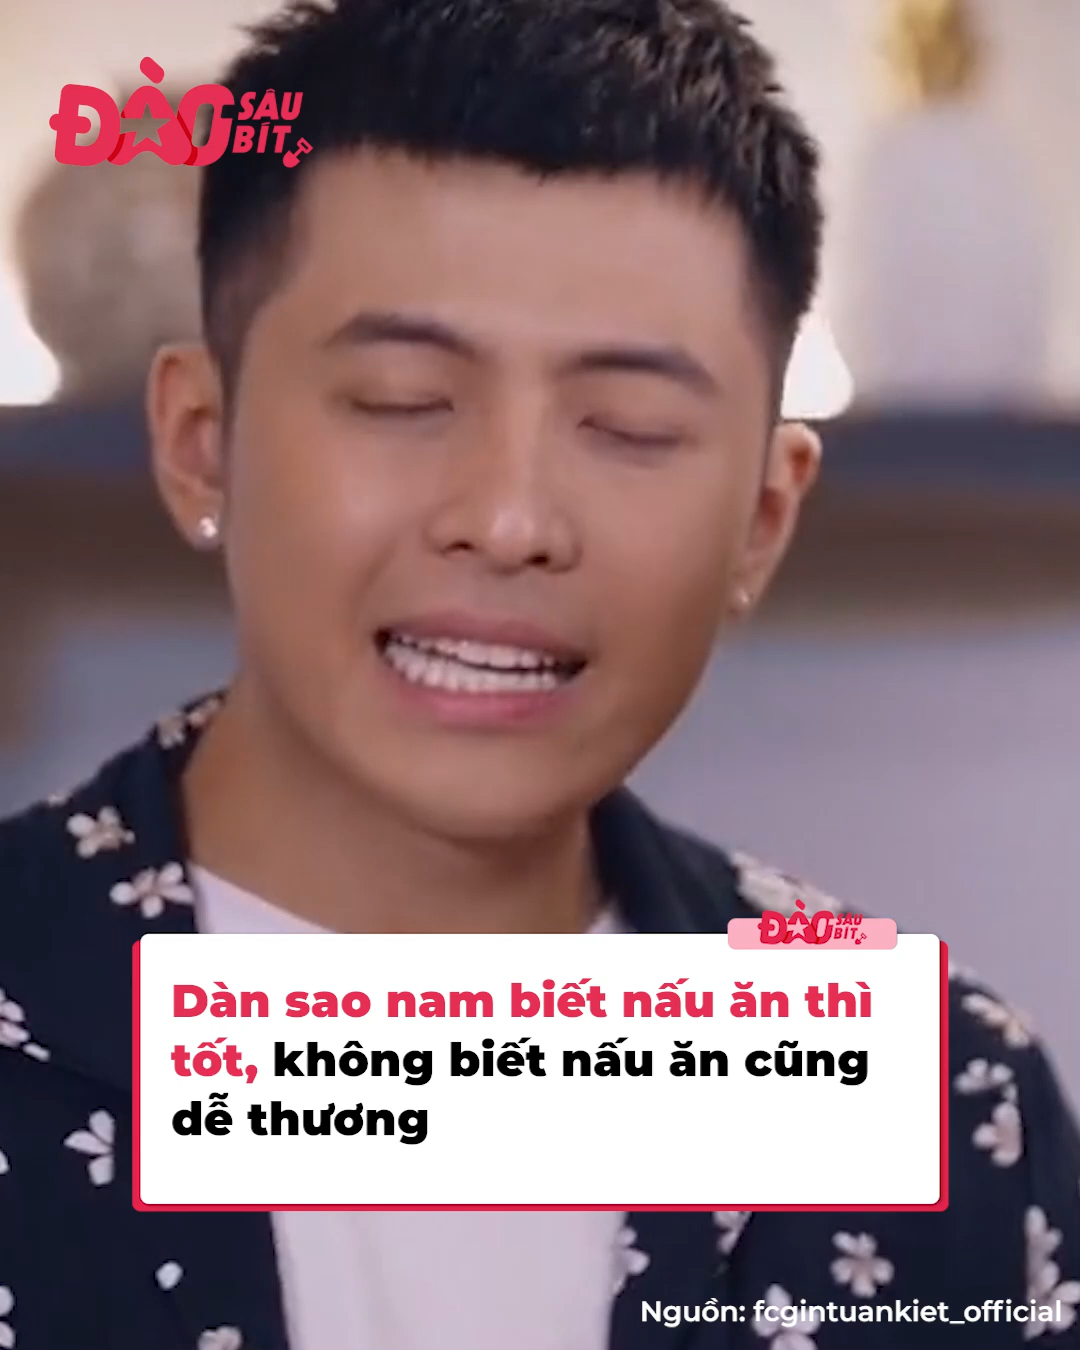 ĐÀO SÂU
BÍT
ĐÀO SÂU
BÍT
Dàn sao nam biết nấu ăn thì
tốt, không biết nấu ăn cũng
dễ thương
Nguồn: fcgintuankiet_official